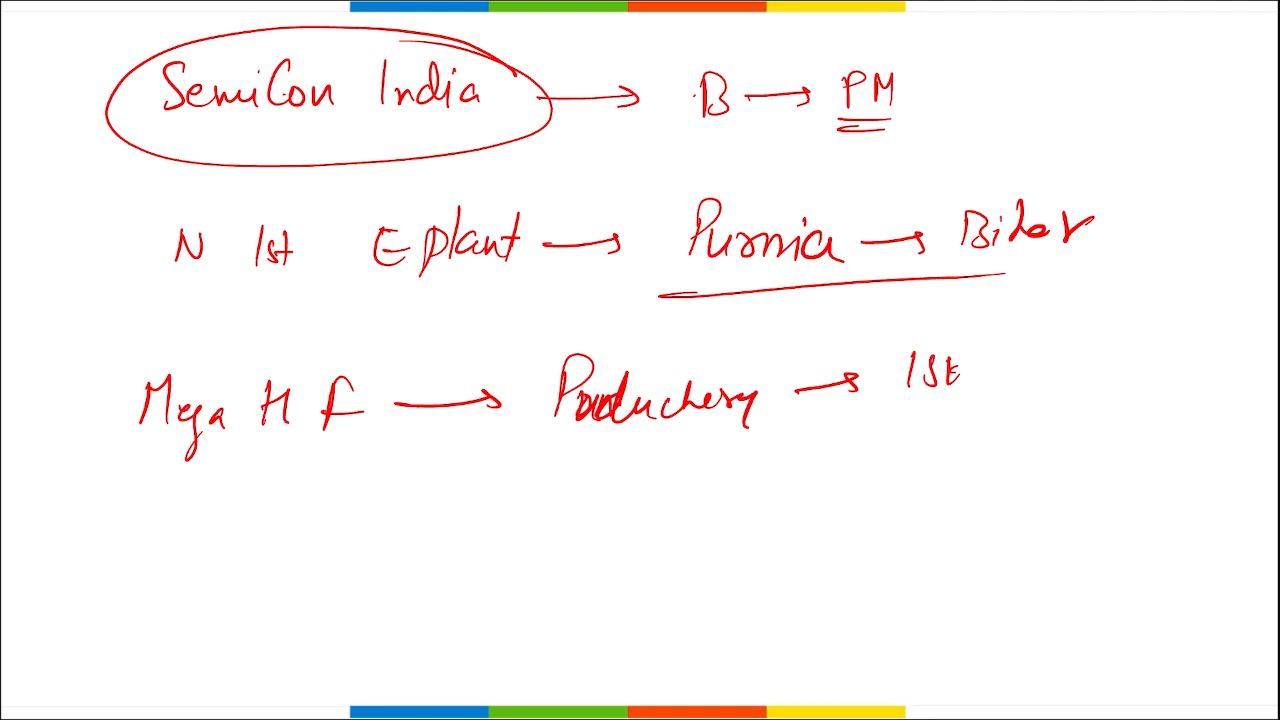 SemiCon India → B → PM
N 1st E plant → Purnia → Bihar
Mega H F → Puducherry → 1st